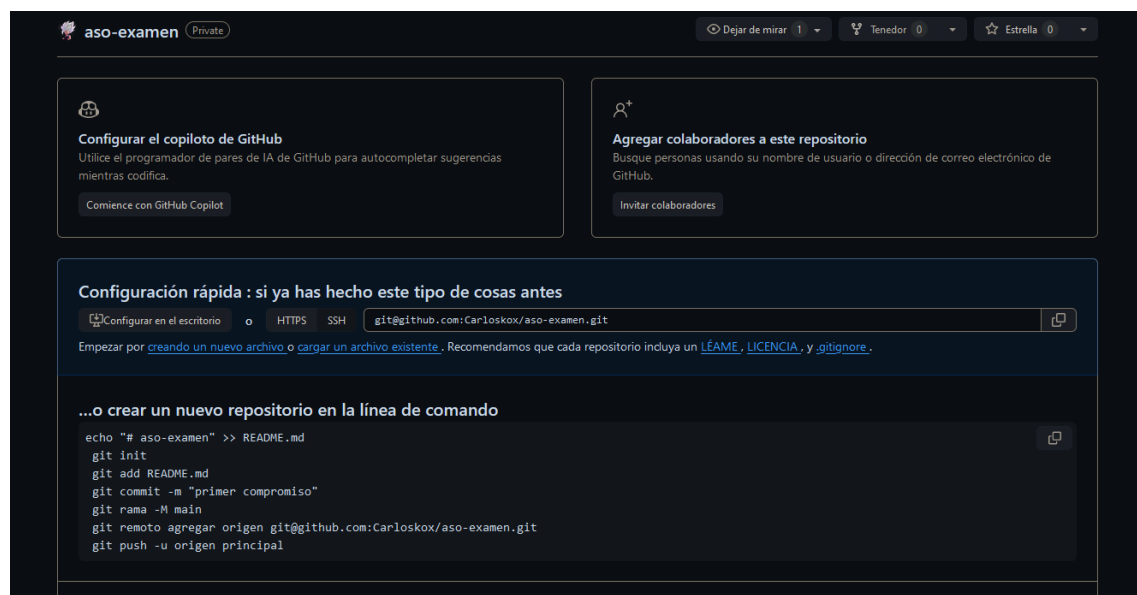 aso-examen Private
Dejar de mirar 1
Tenedor 0
Estrella 0
Configurar el copiloto de GitHub
Utilice el programador de pares de IA de GitHub para autocompletar sugerencias
mientras codifica.
Comience con GitHub Copilot
Agregar colaboradores a este repositorio
Busque personas usando su nombre de usuario o dirección de correo electrónico de
GitHub.
Invitar colaboradores
Configuración rápida : si ya has hecho este tipo de cosas antes
Configurar en el escritorio o HTTPS SSH git@github.com:Carloskox/aso-examen.git
Empezar por creando un nuevo archivo o cargar un archivo existente . Recomendamos que cada repositorio incluya un LÉAME , LICENCIA , y .gitignore .
...o crear un nuevo repositorio en la línea de comando
echo "# aso-examen" >> README.md
git init
git add README.md
git commit -m "primer compromiso"
git rama -M main
git remoto agregar origen git@github.com:Carloskox/aso-examen.git
git push -u origen principal